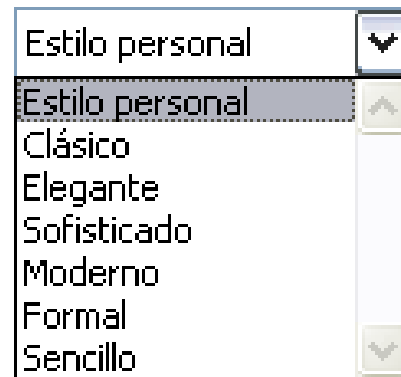 Estilo personal
Estilo personal
Clásico
Elegante
Sofisticado
Moderno
Formal
Sencillo